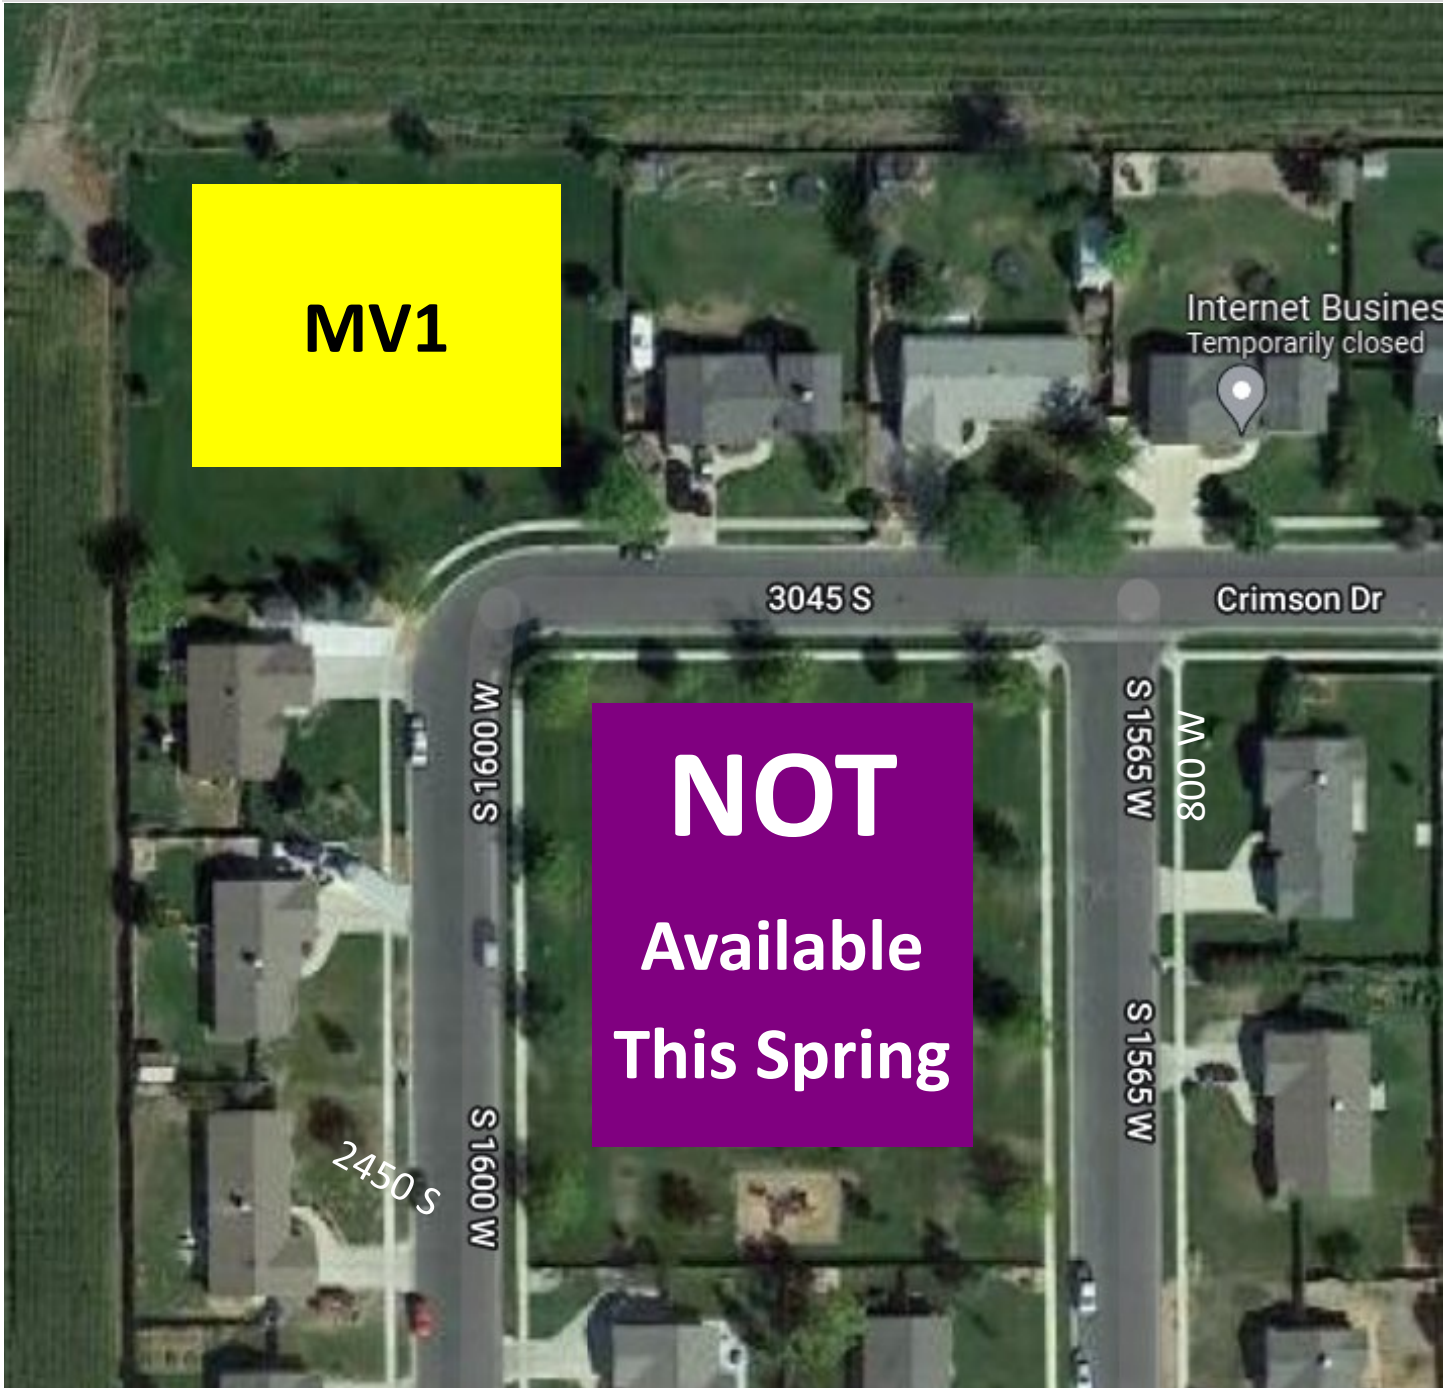 MV1
Internet Busines
Temporarily closed
3045 S
Crimson Dr
S 1600 W
S 1565 W
800 W
NOT
Available
This Spring
S 1565 W
2450 S
S 1600 W